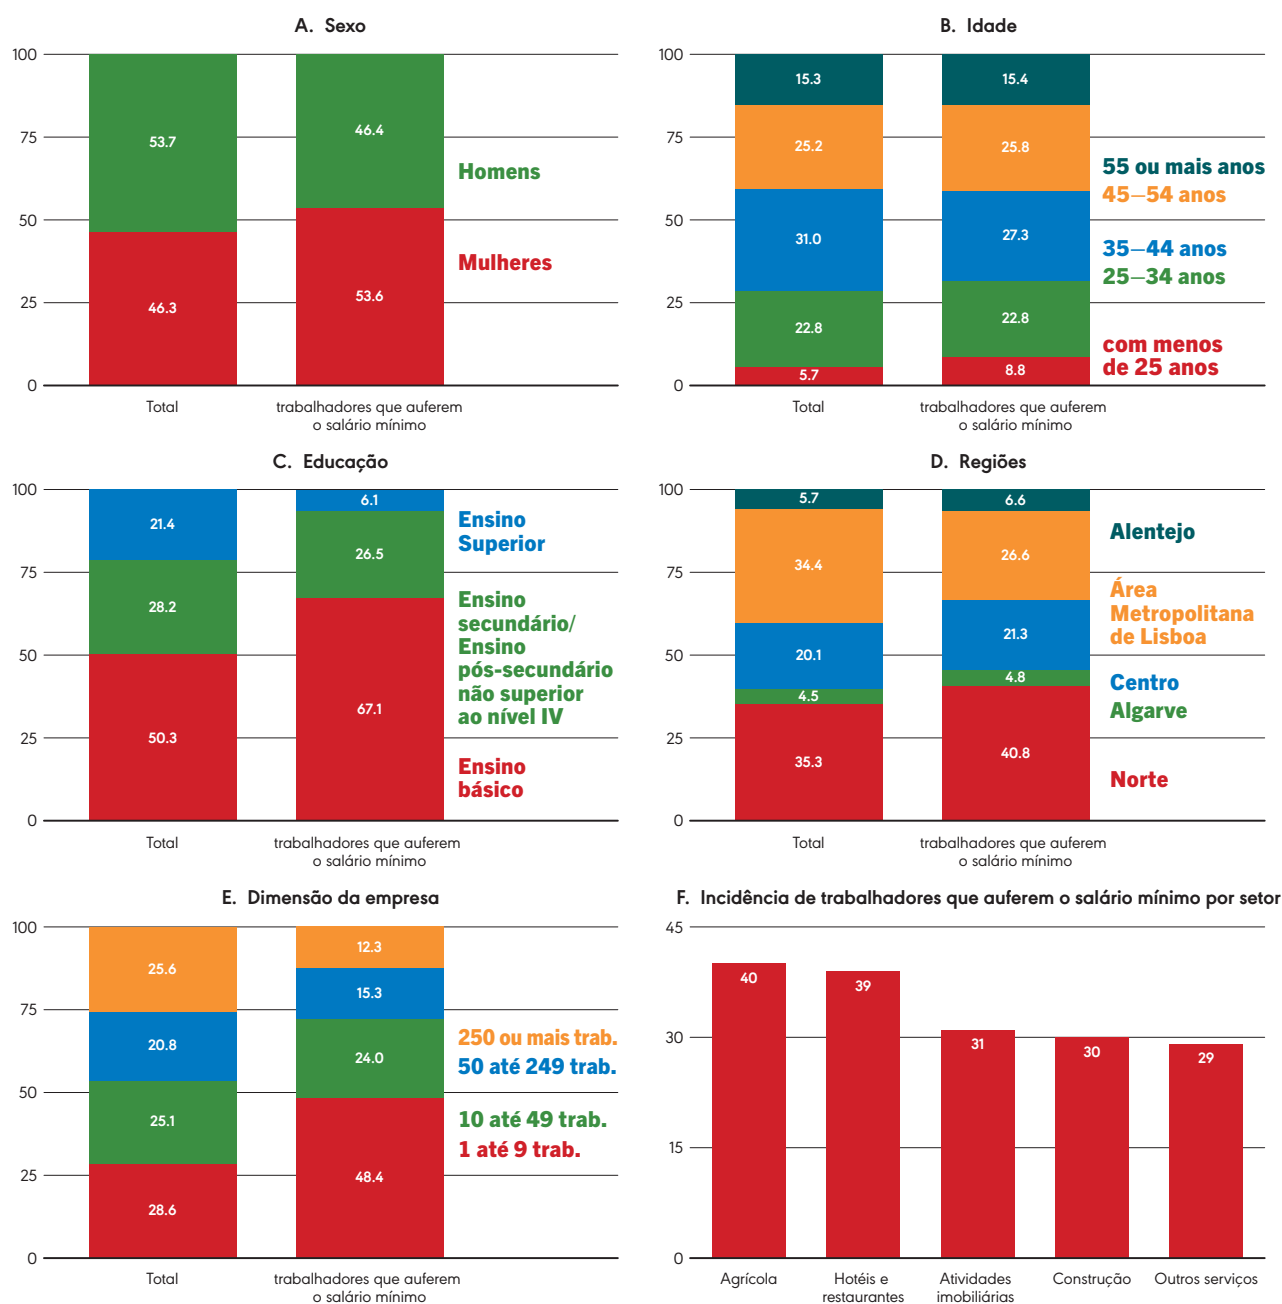 A. Sexo
100
75
50
25
0
53.7
46.3
46.4
53.6
Homens
Mulheres
Total
trabalhadores que auferem
o salário mínimo
B. Idade
100
75
50
25
0
15.3
25.2
31.0
22.8
5.7
15.4
25.8
27.3
22.8
8.8
55 ou mais anos
45–54 anos
35–44 anos
25–34 anos
com menos
de 25 anos
Total
trabalhadores que auferem
o salário mínimo
C. Educação
100
75
50
25
0
21.4
28.2
50.3
6.1
26.5
67.1
Ensino
Superior
Ensino
secundário/
Ensino
pós-secundário
não superior
ao nível IV
Ensino
básico
Total
trabalhadores que auferem
o salário mínimo
D. Regiões
100
75
50
25
0
5.7
34.4
20.1
4.5
35.3
6.6
26.6
21.3
4.8
40.8
Alentejo
Área
Metropolitana
de Lisboa
Centro
Algarve
Norte
Total
trabalhadores que auferem
o salário mínimo
E. Dimensão da empresa
100
75
50
25
0
25.6
20.8
25.1
28.6
12.3
15.3
24.0
48.4
250 ou mais trab.
50 até 249 trab.
10 até 49 trab.
1 até 9 trab.
Total
trabalhadores que auferem
o salário mínimo
F. Incidência de trabalhadores que auferem o salário mínimo por setor
45
30
15
0
40
39
31
30
29
Agrícola
Hotéis e
restaurantes
Atividades
imobiliárias
Construção
Outros serviços